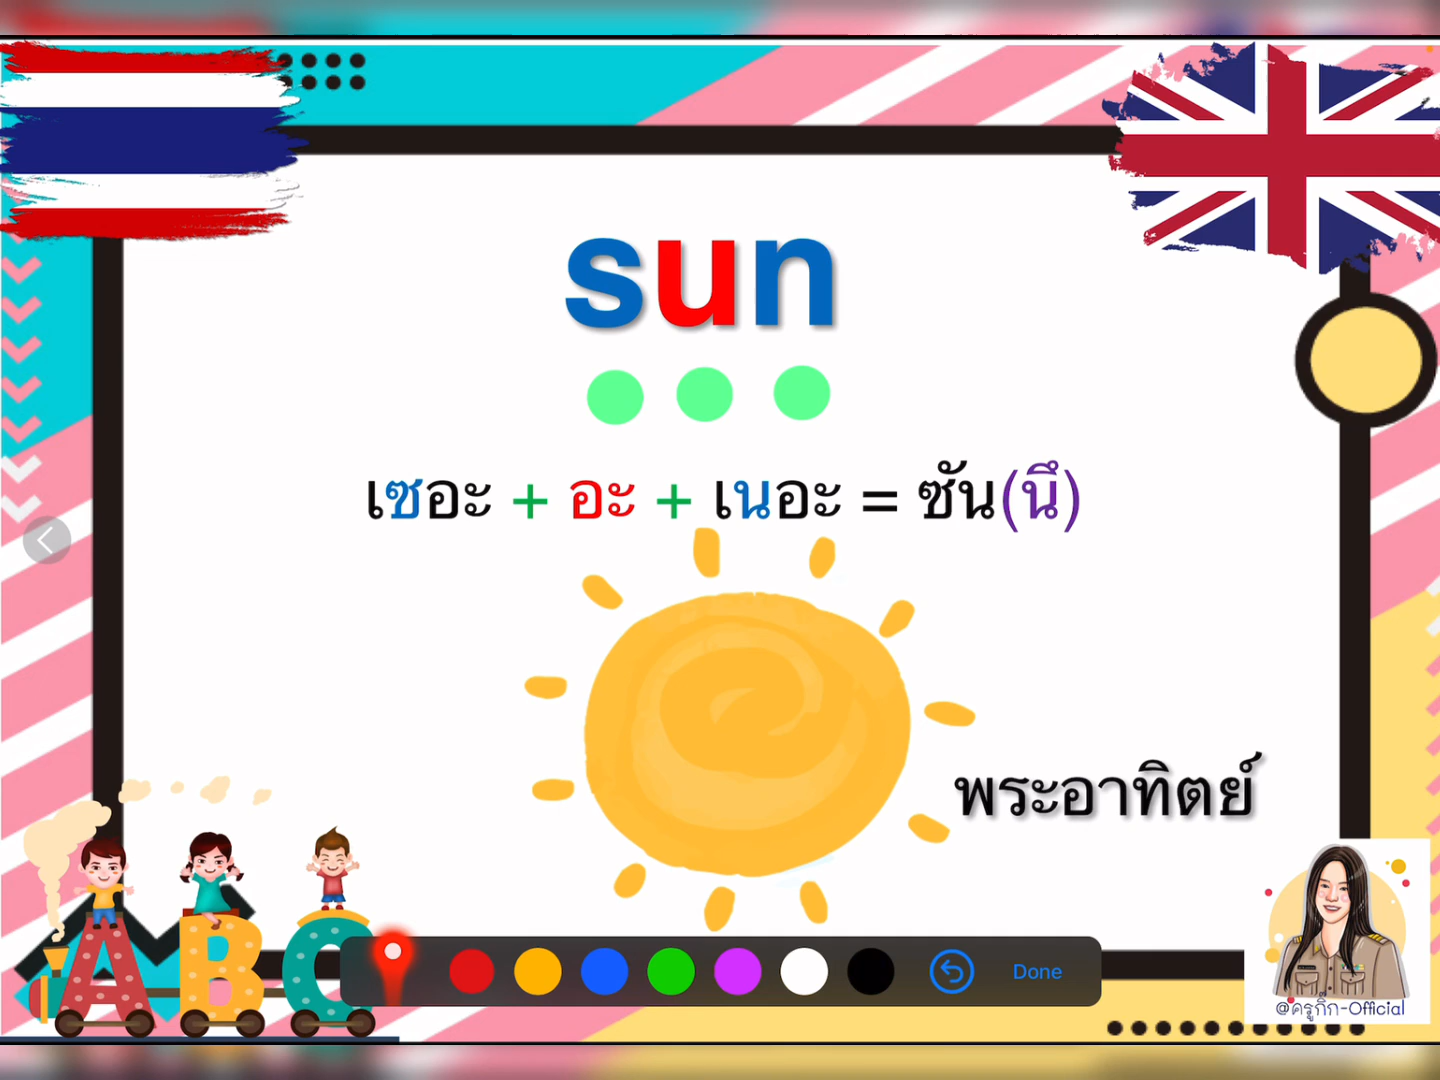 sun
เซอะ + อะ + เนอะ = ซัน(นึ)
พระอาทิตย์
ABC
Done
@ครูกิ๊ก-Official